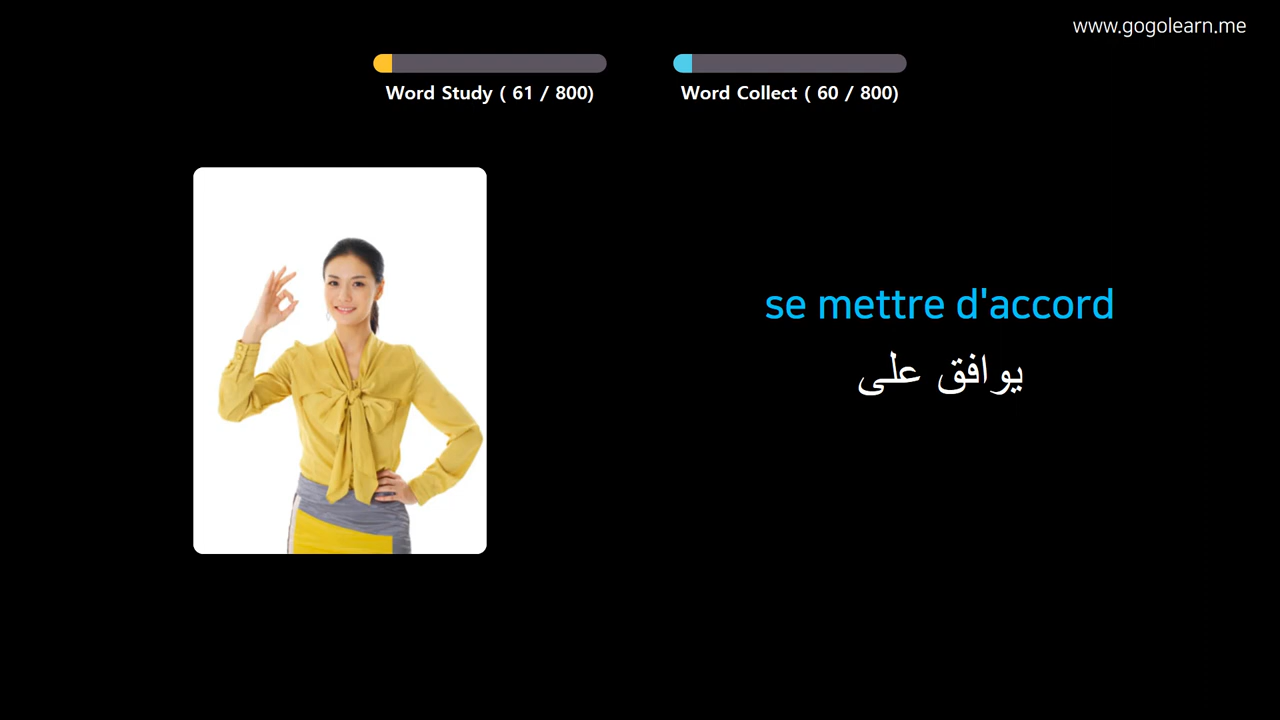 www.gogolearn.me
Word Study ( 61 / 800)
Word Collect ( 60 / 800)
se mettre d'accord
يوافق على